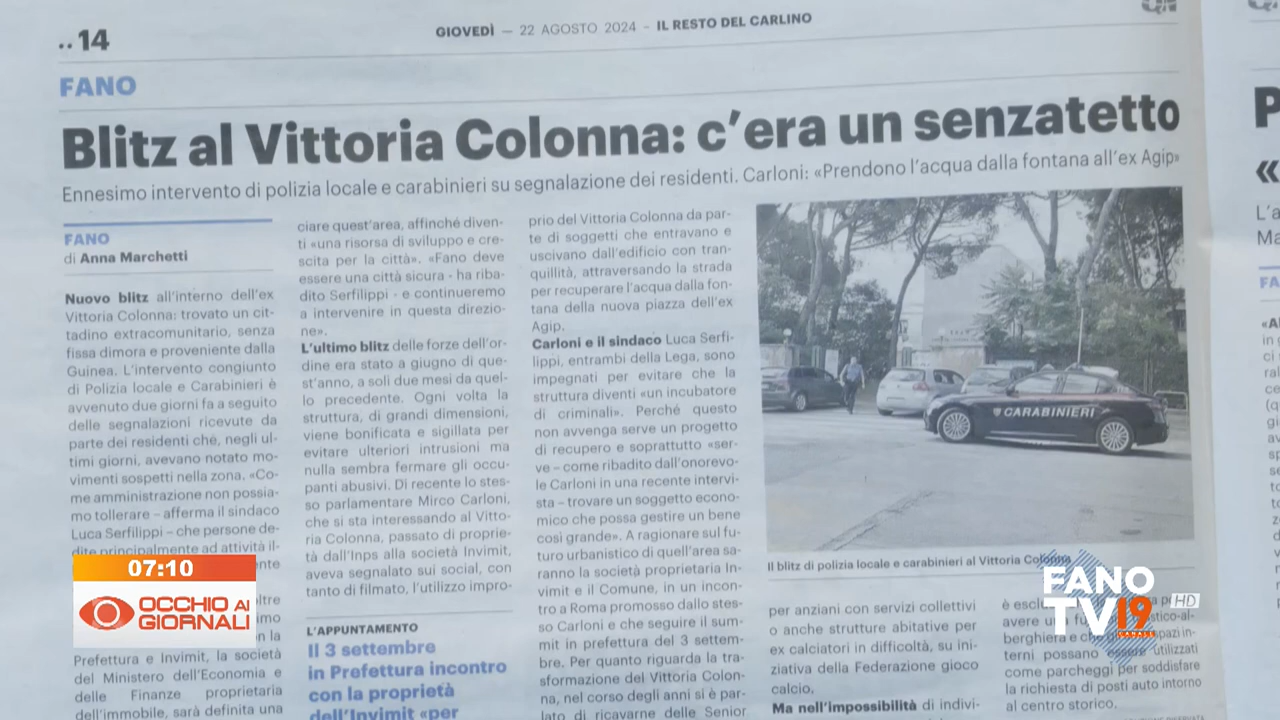 14
GIOVEDÌ — 22 AGOSTO 2024 - IL RESTO DEL CARLINO
FANO
Blitz al Vittoria Colonna: c'era un senzatetto
Ennesimo intervento di polizia locale e carabinieri su segnalazione dei residenti. Carloni: «Prendono l'acqua dalla fontana all'ex Agip»
FANO
di Anna Marchetti
Nuovo blitz all'interno dell'ex
Vittoria Colonna: trovato un cit-
tadino extracomunitario, senza
fissa dimora e proveniente dalla
Guinea. L'intervento congiunto
di Polizia locale e Carabinieri è
avvenuto due giorni fa a seguito
delle segnalazioni ricevute da
parte dei residenti che, negli ul-
timi giorni, avevano notato mo-
vimenti sospetti nella zona. «Co-
me amministrazione non possia-
mo tollerare – afferma il sindaco
Luca Serfilippi – che persone de-
dite principalmente ad attività il-
Prefettura e Invimit, la società
del Ministero dell'Economia e
delle Finanze proprietaria
dell'immobile, sarà definita una
ciare quest'area, affinché diven-
ti «una risorsa di sviluppo e cre-
scita per la città». «Fano deve
essere una città sicura - ha riba-
dito Serfilippi - e continueremo
a intervenire in questa direzio-
ne».
L'ultimo blitz delle forze dell'or-
dine era stato a giugno di que-
st'anno, a soli due mesi da quel-
lo precedente. Ogni volta la
struttura, di grandi dimensioni,
viene bonificata e sigillata per
evitare ulteriori intrusioni ma
nulla sembra fermare gli occu-
panti abusivi. Di recente lo stes-
so parlamentare Mirco Carloni,
che si sta interessando al Vitto-
ria Colonna, passato di proprie-
tà dall'Inps alla società Invimit,
aveva segnalato sui social, con
tanto di filmato, l'utilizzo impro-
L'APPUNTAMENTO
Il 3 settembre
in Prefettura incontro
con la proprietà
dell'Invimit «per
prio del Vittoria Colonna da par-
te di soggetti che entravano e
uscivano dall'edificio con tran-
quillità, attraversando la strada
per recuperare l'acqua dalla fon-
tana della nuova piazza dell'ex
Agip.
Carloni e il sindaco Luca Serfi-
lippi, entrambi della Lega, sono
impegnati per evitare che la
struttura diventi «un incubatore
di criminali». Perché questo
non avvenga serve un progetto
di recupero e soprattutto «ser-
ve – come ribadito dall'onorevo-
le Carloni in una recente intervi-
sta – trovare un soggetto econo-
mico che possa gestire un bene
così grande». A ragionare sul fu-
turo urbanistico di quell'area sa-
ranno la società proprietaria In-
vimit e il Comune, in un incon-
tro a Roma promosso dallo stes-
so Carloni e che seguire il sum-
mit in prefettura del 3 settem-
bre. Per quanto riguarda la tra-
sformazione del Vittoria Colon-
na, nel corso degli anni si è par-
lato di ricavarne delle Senior
CARABINIERI
Il blitz di polizia locale e carabinieri al Vittoria Colonna
per anziani con servizi collettivi
o anche strutture abitative per
ex calciatori in difficoltà, su ini-
ziativa della Federazione gioco
calcio.
Ma nell'impossibilità di indivi-
è
avere
berghiera e
terni possano essere utilizzati
come parcheggi per soddisfare
la richiesta di posti auto intorno
al centro storico.
07:10
OCCHIO AI
GIORNALI
FANO
TV19 HD
CANALE